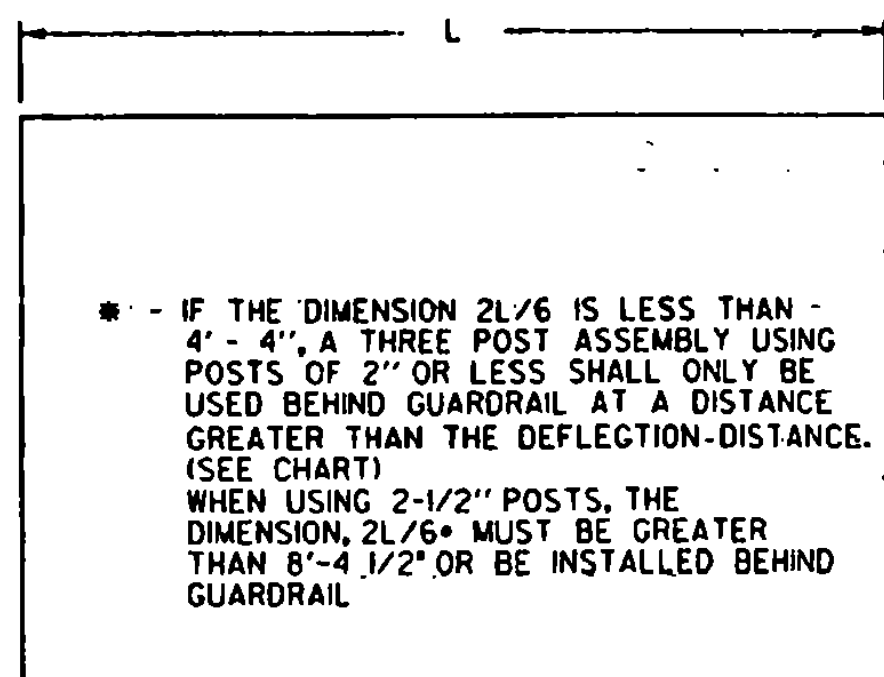 L
* - IF THE DIMENSION 2L/6 IS LESS THAN -
4' - 4", A THREE POST ASSEMBLY USING
POSTS OF 2" OR LESS SHALL ONLY BE
USED BEHIND GUARDRAIL AT A DISTANCE
GREATER THAN THE DEFLECTION-DISTANCE.
(SEE CHART)
WHEN USING 2-1/2" POSTS, THE
DIMENSION, 2L/6* MUST BE GREATER
THAN 8'-4 1/2" OR BE INSTALLED BEHIND
GUARDRAIL